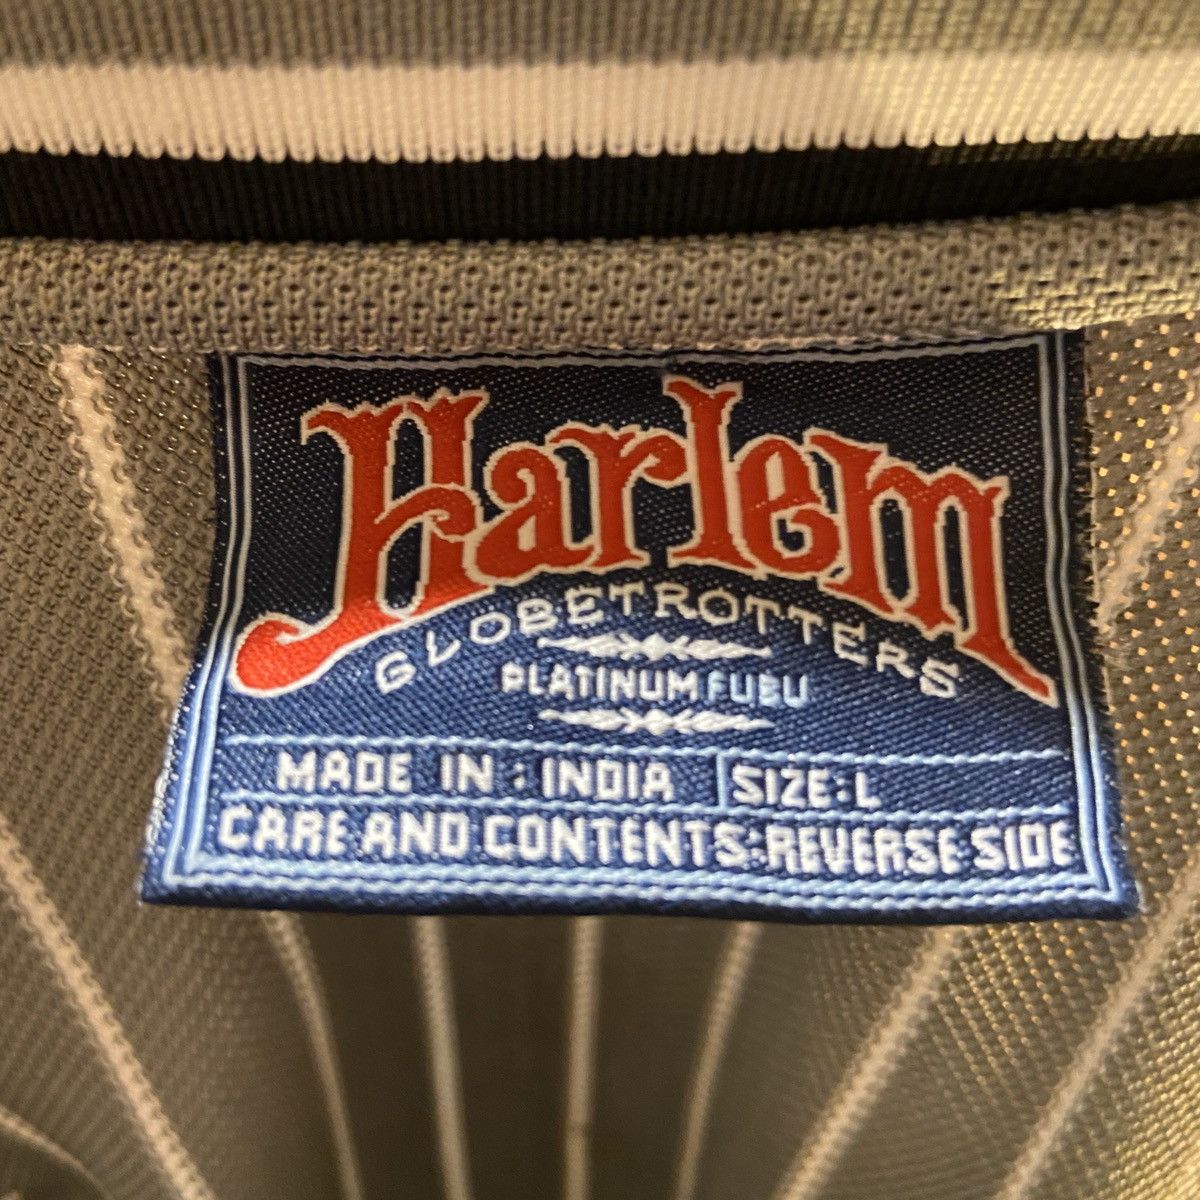 Harlem
GLOBETROTTERS
PLATINUM FUBU
MADE IN : INDIA SIZE: L
CARE AND CONTENTS: REVERSE SIDE